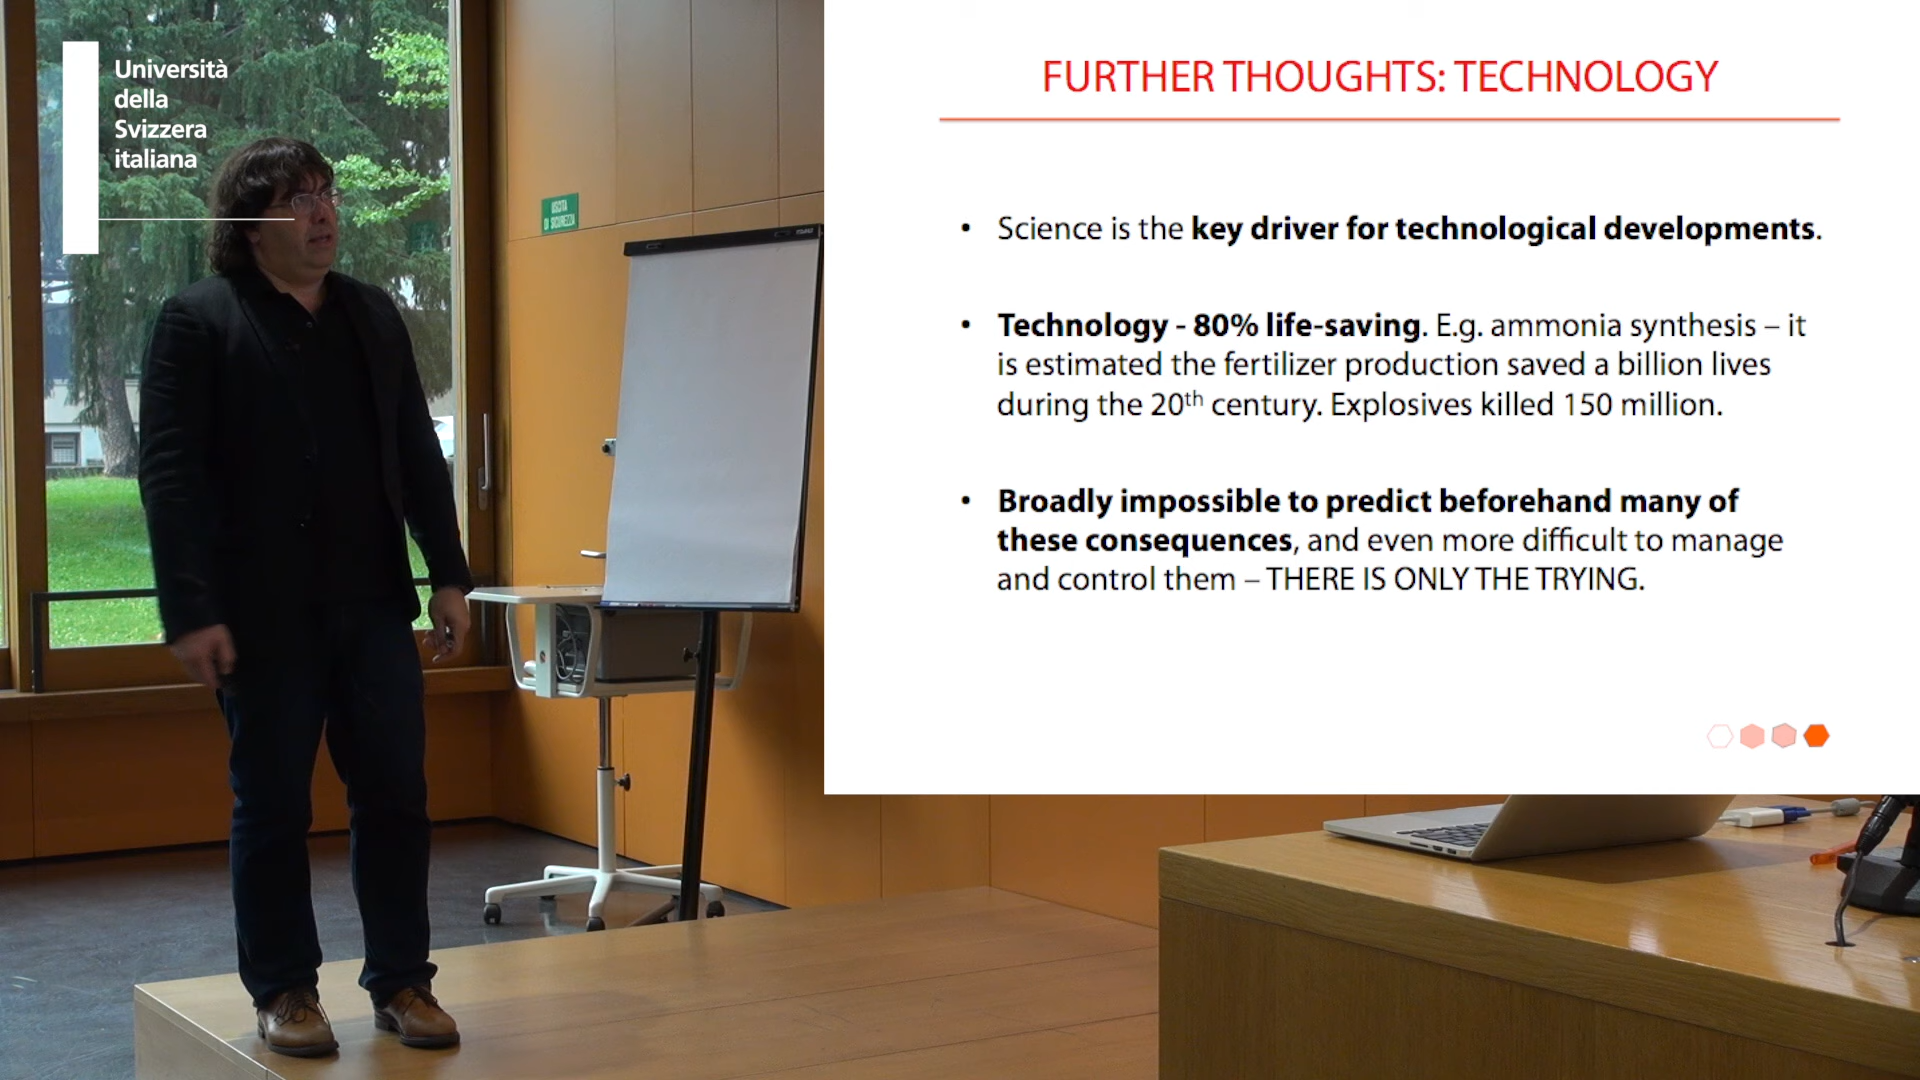 Università
della
Svizzera
italiana
USCITA
DI SICUREZZA
FURTHER THOUGHTS: TECHNOLOGY
• Science is the key driver for technological developments.
• Technology - 80% life-saving. E.g. ammonia synthesis – it
is estimated the fertilizer production saved a billion lives
during the 20th century. Explosives killed 150 million.
• Broadly impossible to predict beforehand many of
these consequences, and even more difficult to manage
and control them – THERE IS ONLY THE TRYING.